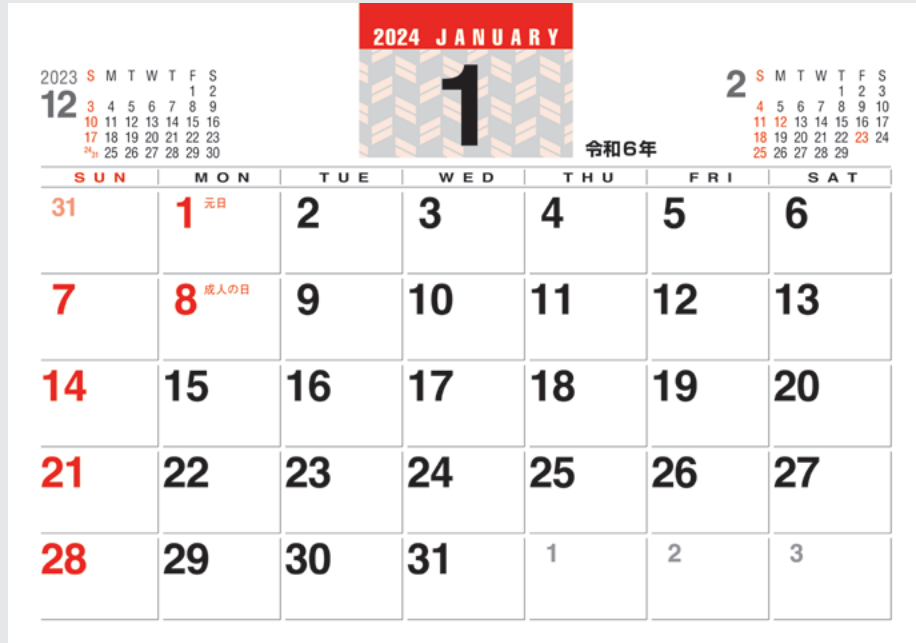 2024 JANUARY
1
令和6年
2023
12
S M T W T F S
1 2
3 4 5 6 7 8 9
10 11 12 13 14 15 16
17 18 19 20 21 22 23
24/31 25 26 27 28 29 30
2
S M T W T F S
1 2 3
4 5 6 7 8 9 10
11 12 13 14 15 16 17
18 19 20 21 22 23 24
25 26 27 28 29
SUN MON TUE WED THU FRI SAT
31 1 元日 2 3 4 5 6
7 8 成人の日 9 10 11 12 13
14 15 16 17 18 19 20
21 22 23 24 25 26 27
28 29 30 31 1 2 3